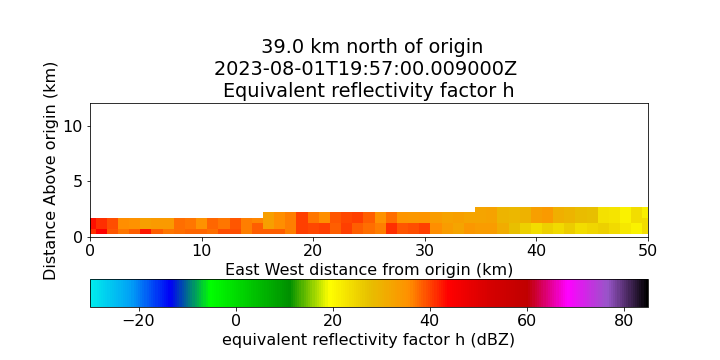 39.0 km north of origin
2023-08-01T19:57:00.009000Z
Equivalent reflectivity factor h
Distance Above origin (km)
10
5
0
0 10 20 30 40 50
East West distance from origin (km)
−20 0 20 40 60 80
equivalent reflectivity factor h (dBZ)